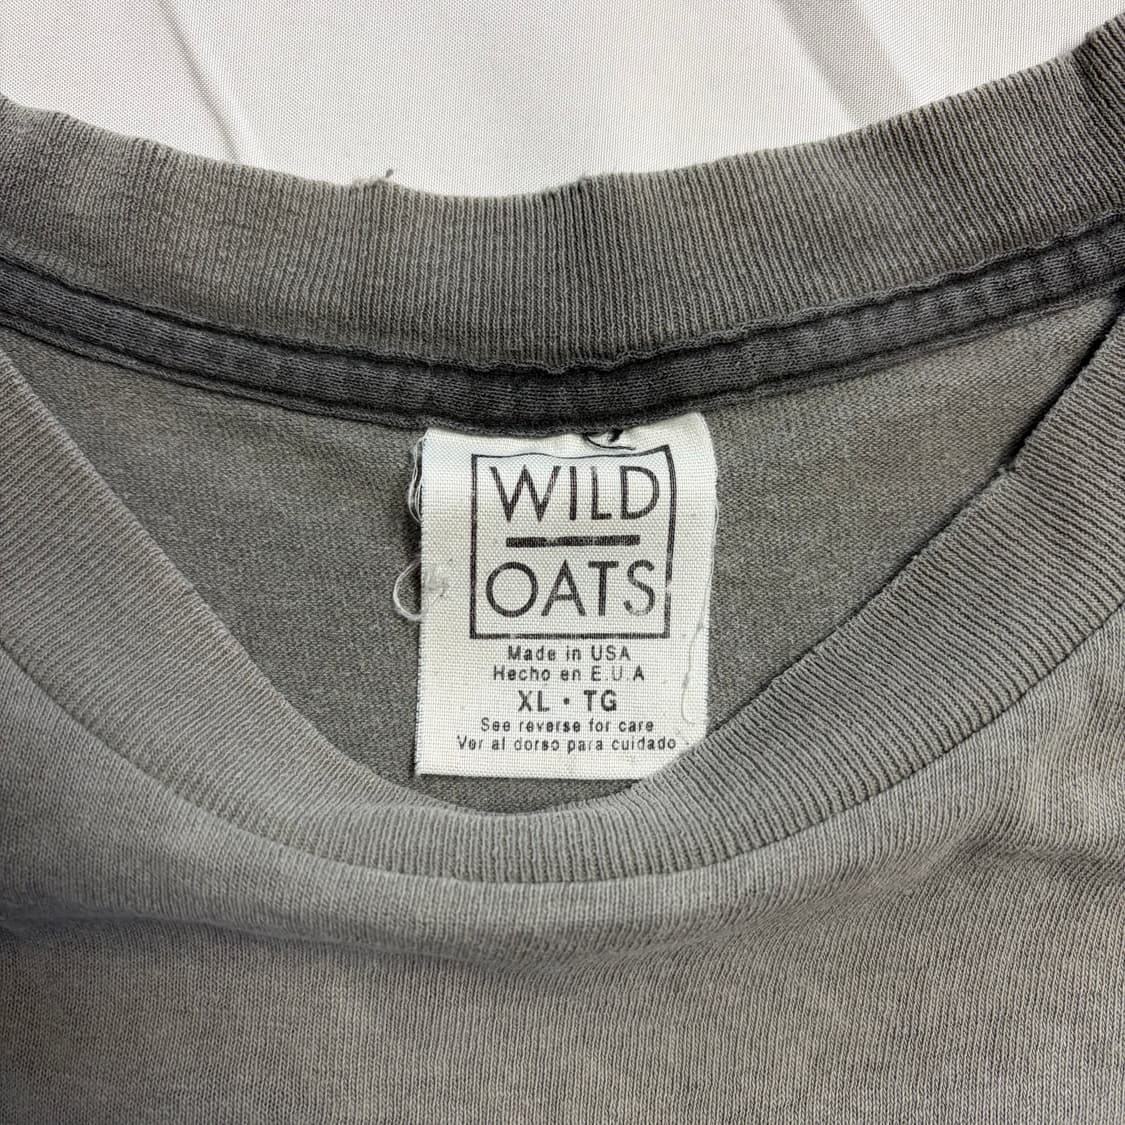 WILD
OATS
Made in USA
Hecho en E.U.A
XL • TG
See reverse for care
Ver al dorso para cuidado